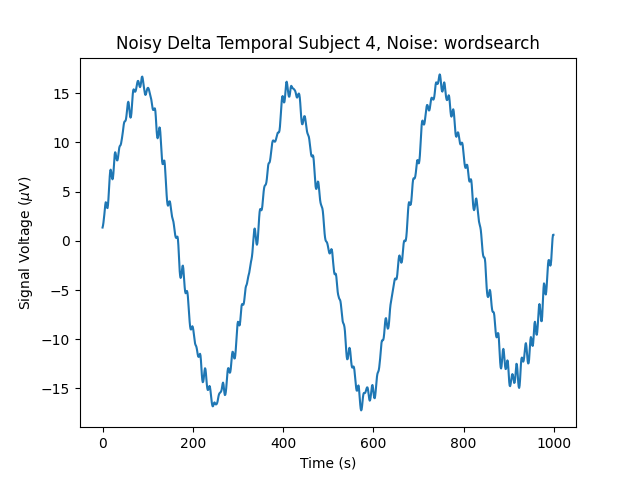 Noisy Delta Temporal Subject 4, Noise: wordsearch
Signal Voltage (μV)
15
10
5
0
−5
−10
−15
0 200 400 600 800 1000
Time (s)